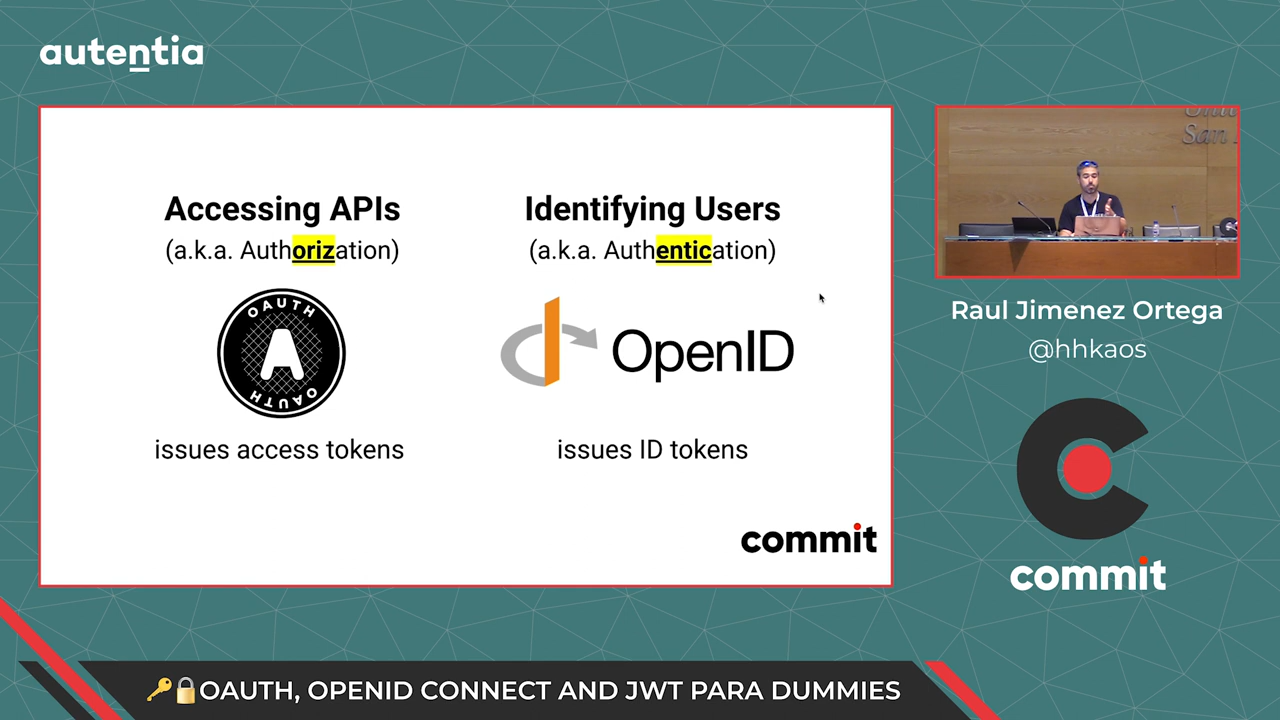 autentia
Accessing APIs
(a.k.a. Authorization)
OAUTH
A
OAUTH
issues access tokens
Identifying Users
(a.k.a. Authentication)
OpenID
issues ID tokens
commit
San
Raul Jimenez Ortega
@hhkaos
commit
OAUTH, OPENID CONNECT AND JWT PARA DUMMIES